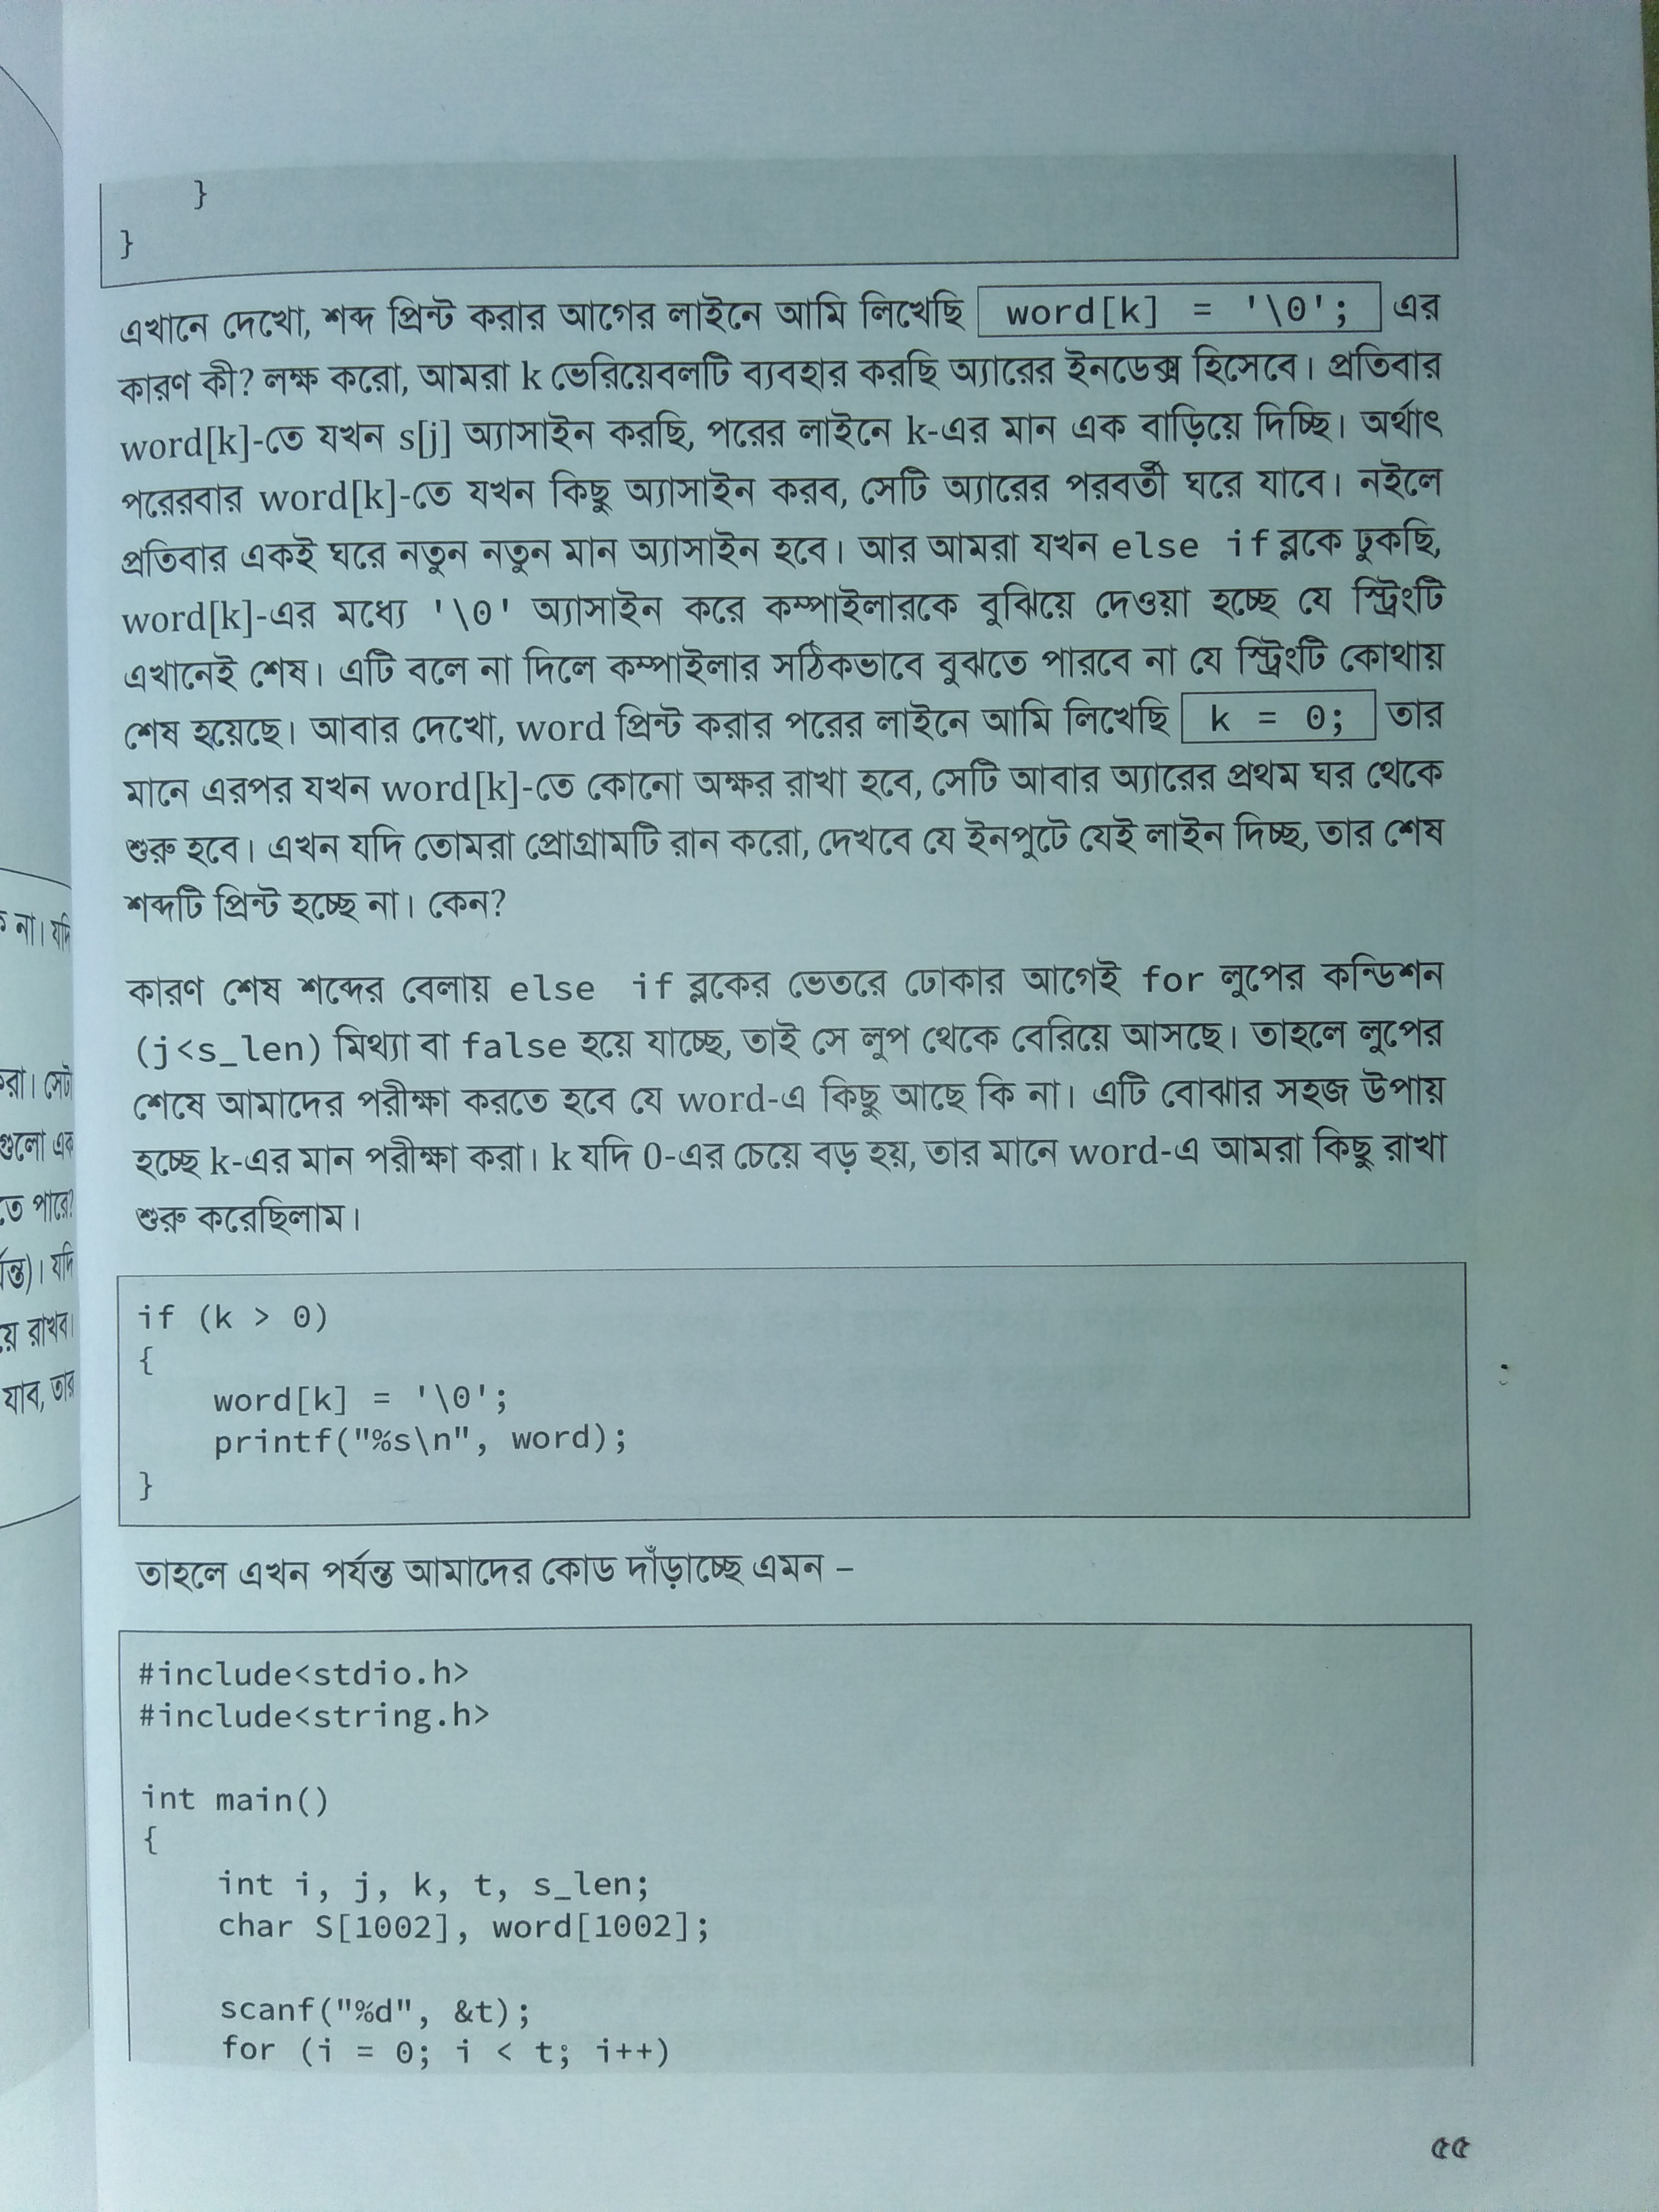 }
}
এখানে দেখো, শব্দ প্রিন্ট করার আগের লাইনে আমি লিখেছি word[k] = '\0'; এর
কারণ কী? লক্ষ করো, আমরা k ভেরিয়েবলটি ব্যবহার করছি অ্যারের ইনডেক্স হিসেবে। প্রতিবার
word[k]-তে যখন s[j] অ্যাসাইন করছি, পরের লাইনে k-এর মান এক বাড়িয়ে দিচ্ছি। অর্থাৎ
পরেরবার word[k]-তে যখন কিছু অ্যাসাইন করব, সেটি অ্যারের পরবর্তী ঘরে যাবে। নইলে
প্রতিবার একই ঘরে নতুন নতুন মান অ্যাসাইন হবে। আর আমরা যখন else if ব্লকে ঢুকছি,
word[k]-এর মধ্যে '\0' অ্যাসাইন করে কম্পাইলারকে বুঝিয়ে দেওয়া হচ্ছে যে স্ট্রিংটি
এখানেই শেষ। এটি বলে না দিলে কম্পাইলার সঠিকভাবে বুঝতে পারবে না যে স্ট্রিংটি কোথায়
শেষ হয়েছে। আবার দেখো, word প্রিন্ট করার পরের লাইনে আমি লিখেছি k = 0; তার
মানে এরপর যখন word[k]-তে কোনো অক্ষর রাখা হবে, সেটি আবার অ্যারের প্রথম ঘর থেকে
শুরু হবে। এখন যদি তোমরা প্রোগ্রামটি রান করো, দেখবে যে ইনপুটে যেই লাইন দিচ্ছ, তার শেষ
শব্দটি প্রিন্ট হচ্ছে না। কেন?
কারণ শেষ শব্দের বেলায় else if ব্লকের ভেতরে ঢোকার আগেই for লুপের কন্ডিশন
(j<s_len) মিথ্যা বা false হয়ে যাচ্ছে, তাই সে লুপ থেকে বেরিয়ে আসছে। তাহলে লুপের
শেষে আমাদের পরীক্ষা করতে হবে যে word-এ কিছু আছে কি না। এটি বোঝার সহজ উপায়
হচ্ছে k-এর মান পরীক্ষা করা। k যদি 0-এর চেয়ে বড় হয়, তার মানে word-এ আমরা কিছু রাখা
শুরু করেছিলাম।
if (k > 0)
{
word[k] = '\0';
printf("%s\n", word);
}
তাহলে এখন পর্যন্ত আমাদের কোড দাঁড়াচ্ছে এমন –
#include<stdio.h>
#include<string.h>
int main()
{
int i, j, k, t, s_len;
char S[1002], word[1002];
scanf("%d", &t);
for (i = 0; i < t; i++)
৫৫
না। যদি
করা। সেটা
গুলো এক
তে পারে?
যদি
রাখব।
যাব, তার